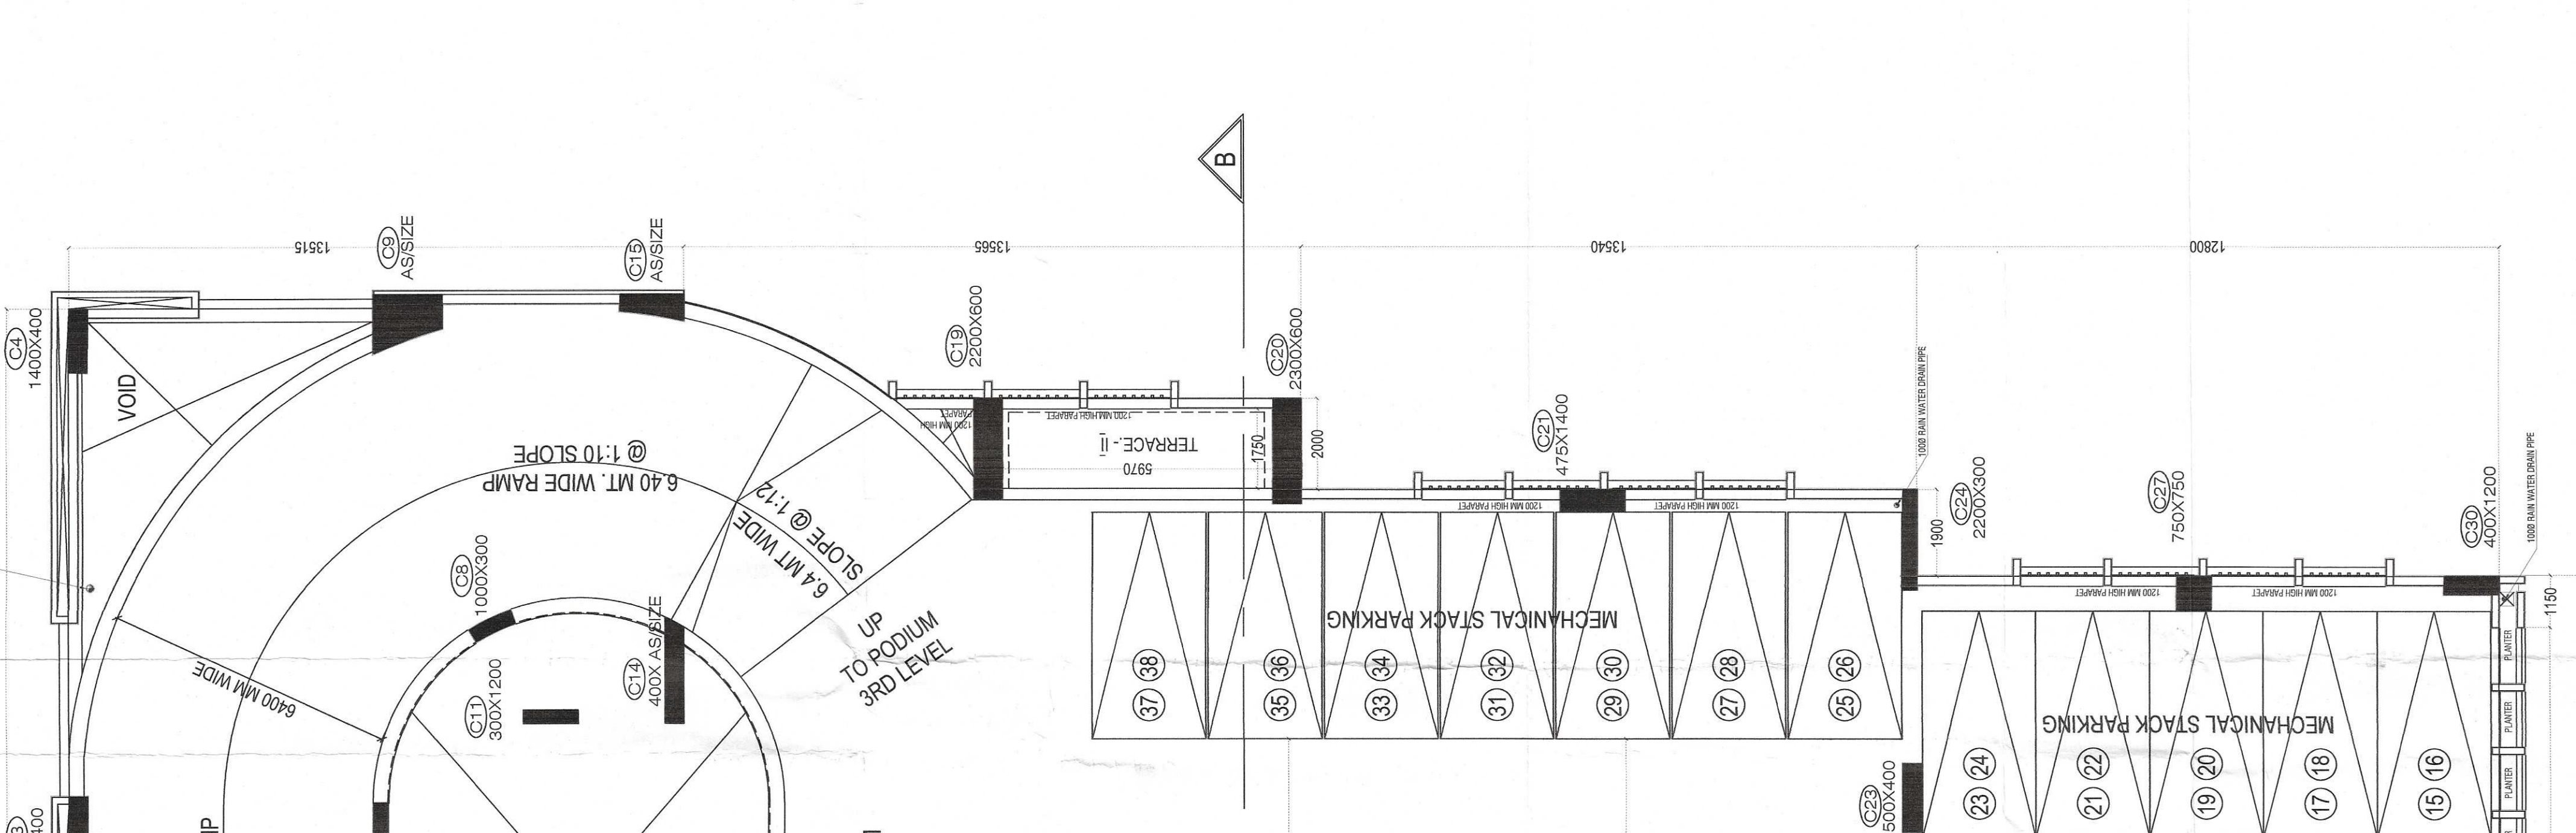 B
13515
13565
13540
12800
C9
AS/SIZE
C15
AS/SIZE
C4
1400X400
VOID
C19
2200X600
C20
2300X600
1200 MM HIGH
PARAPET
1200 MM HIGH PARAPET
TERRACE.- II
5970
1750
2000
6.40 MT. WIDE RAMP
@ 1:10 SLOPE
6.4 MT WIDE
SLOPE @ 1:12
UP
TO PODIUM
3RD LEVEL
6400 MM WIDE
C8
1000X300
C11
300X1200
C14
400X AS/SIZE
C21
475X1400
1200 MM HIGH PARAPET
1200 MM HIGH PARAPET
100Ø RAIN WATER DRAIN PIPE
1900
C24
2200X300
C27
750X750
C30
400X1200
100Ø RAIN WATER DRAIN PIPE
1200 MM HIGH PARAPET
1200 MM HIGH PARAPET
1150
MECHANICAL STACK PARKING
38 36 34 32 30 28 26
37 35 33 31 29 27 25
MECHANICAL STACK PARKING
24 22 20 18 16
23 21 19 17 15
C23
500X400
PLANTER
PLANTER
PLANTER